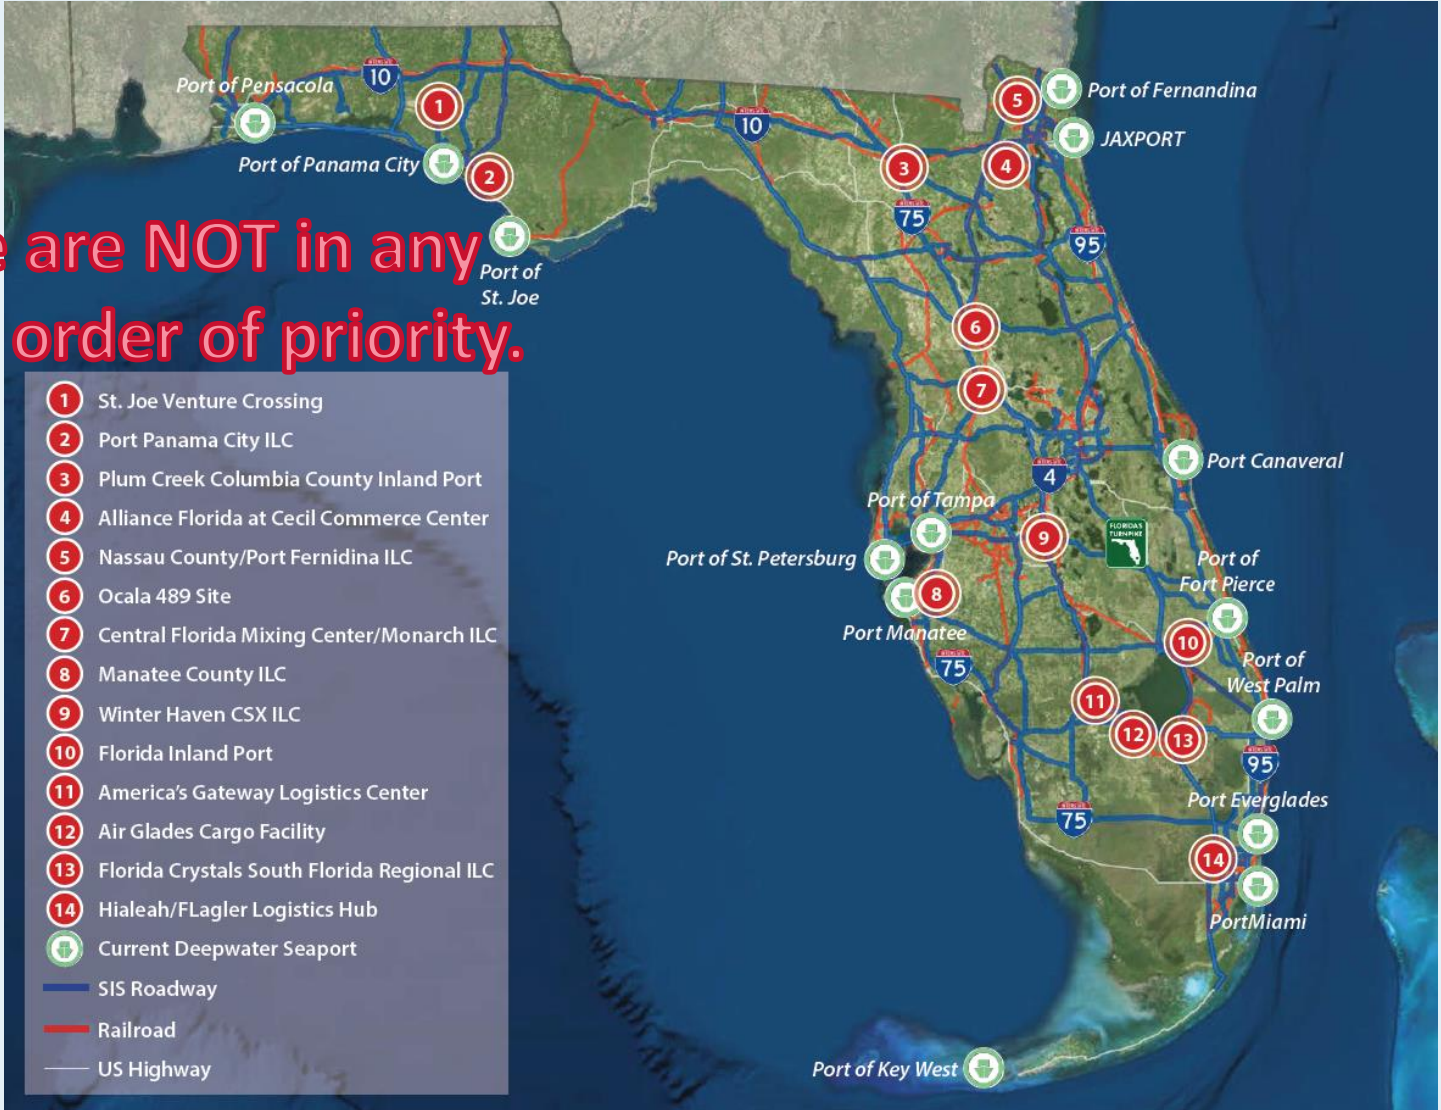 Port of Pensacola
10
1
Port of Panama City
2
Port of
St. Joe
10
3
75
4
5
Port of Fernandina
JAXPORT
95
e are NOT in any
order of priority.
6
7
Port Canaveral
4
Port of Tampa
9
FLORIDA'S
TURNPIKE
Port of St. Petersburg
8
Port Manatee
75
Port of
Fort Pierce
10
Port of
West Palm
11
12
13
95
75
Port Everglades
14
PortMiami
Port of Key West
1 St. Joe Venture Crossing
2 Port Panama City ILC
3 Plum Creek Columbia County Inland Port
4 Alliance Florida at Cecil Commerce Center
5 Nassau County/Port Fernidina ILC
6 Ocala 489 Site
7 Central Florida Mixing Center/Monarch ILC
8 Manatee County ILC
9 Winter Haven CSX ILC
10 Florida Inland Port
11 America's Gateway Logistics Center
12 Air Glades Cargo Facility
13 Florida Crystals South Florida Regional ILC
14 Hialeah/FLagler Logistics Hub
Current Deepwater Seaport
SIS Roadway
Railroad
US Highway